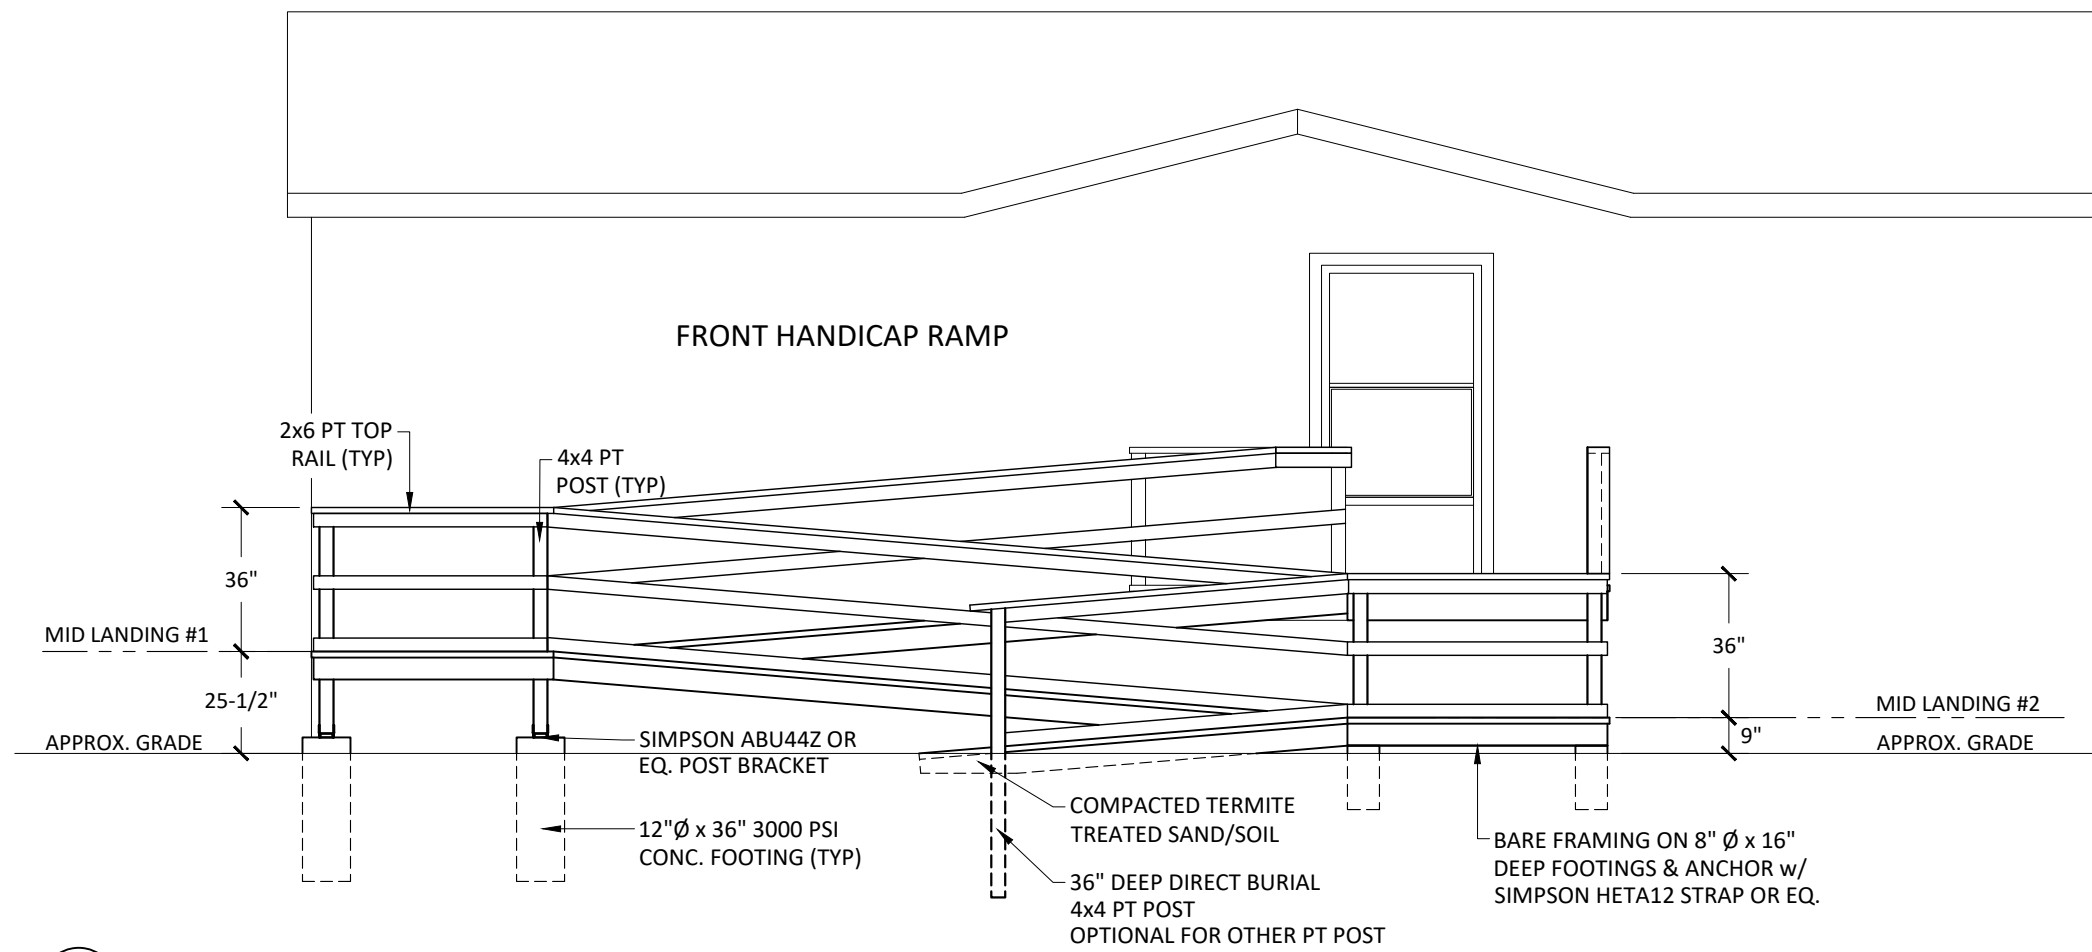 FRONT HANDICAP RAMP
2x6 PT TOP
RAIL (TYP)
4x4 PT
POST (TYP)
36"
MID LANDING #1
25-1/2"
APPROX. GRADE
SIMPSON ABU44Z OR
EQ. POST BRACKET
12"Ø x 36" 3000 PSI
CONC. FOOTING (TYP)
COMPACTED TERMITE
TREATED SAND/SOIL
36" DEEP DIRECT BURIAL
4x4 PT POST
OPTIONAL FOR OTHER PT POST
36"
MID LANDING #2
9"
APPROX. GRADE
BARE FRAMING ON 8" Ø x 16"
DEEP FOOTINGS & ANCHOR w/
SIMPSON HETA12 STRAP OR EQ.